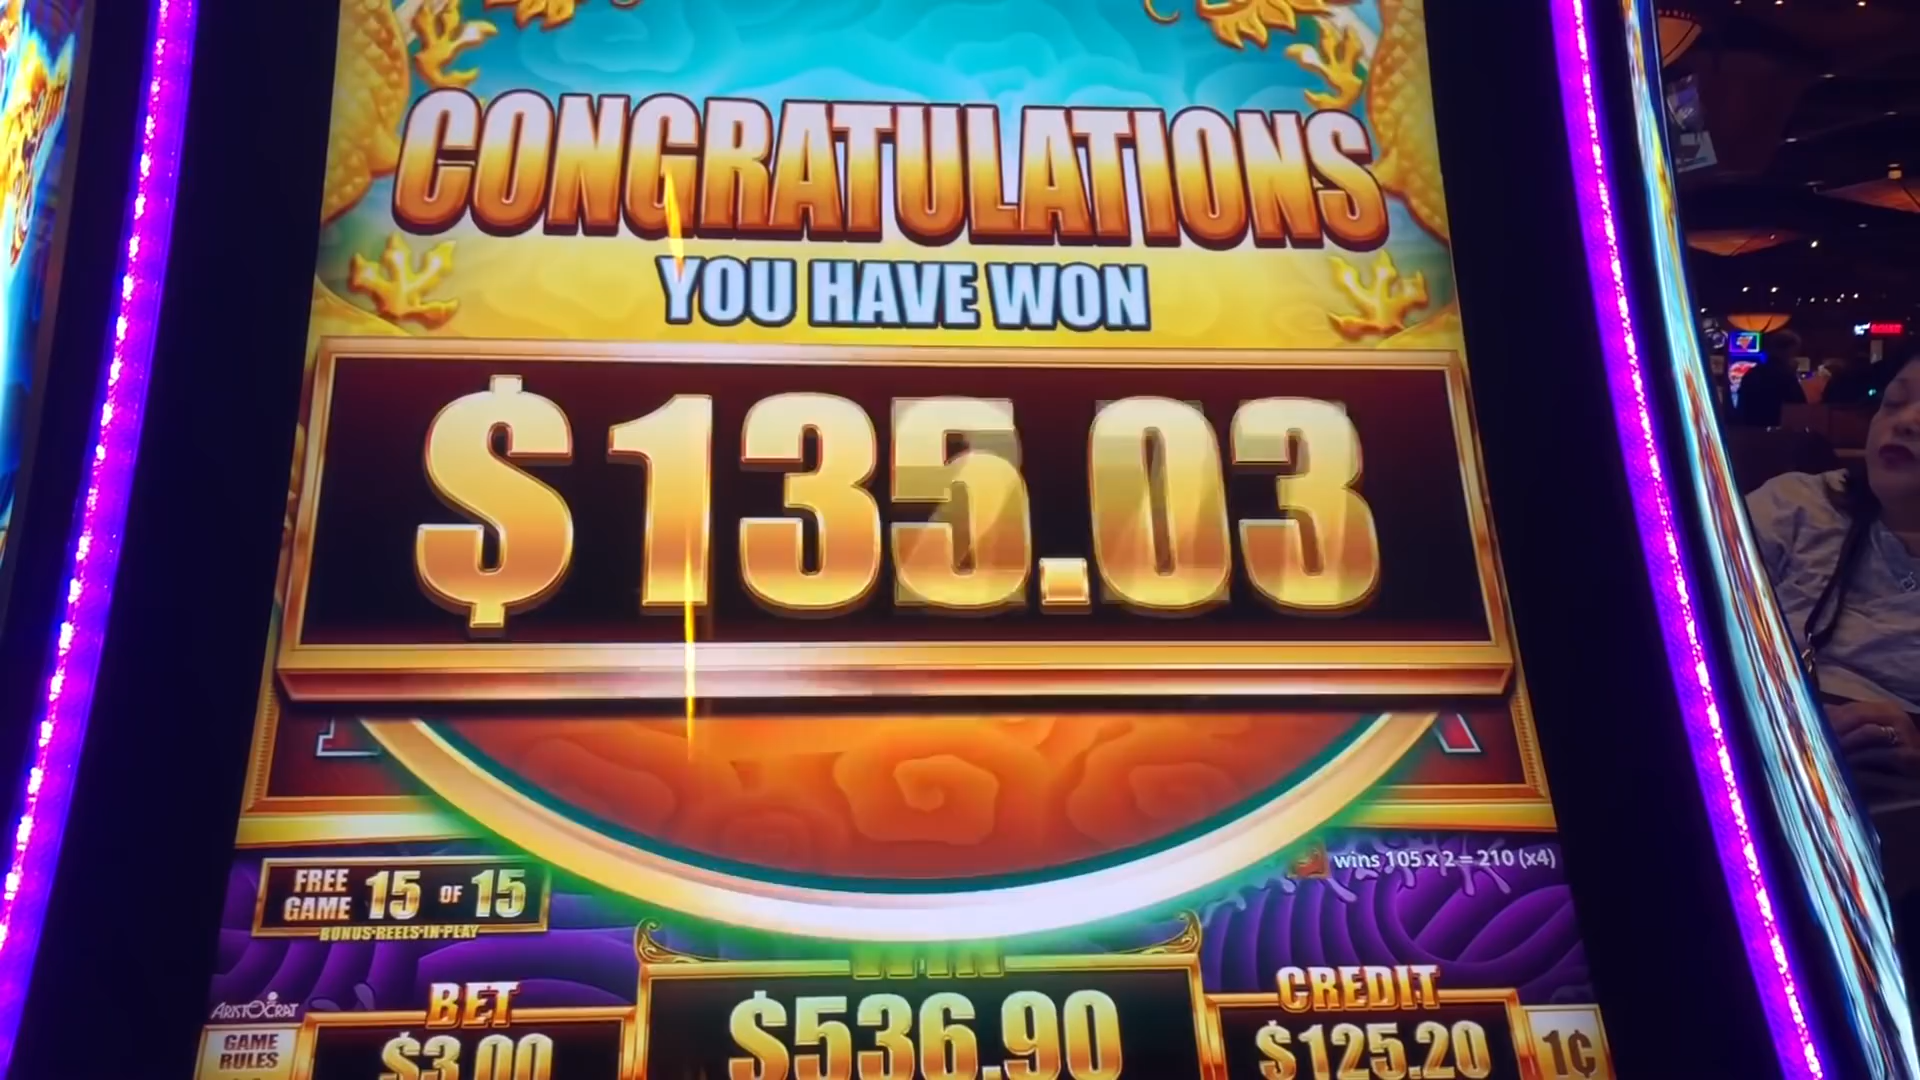 CONGRATULATIONS
YOU HAVE WON
$135.03
FREE GAME 15 OF 15
BONUS REELS IN PLAY
wins 105 x 2 = 210 (x4)
WIN
BET
CREDIT
ARISTOCRAT
GAME RULES
$3.00
$536.90
$125.20
1¢